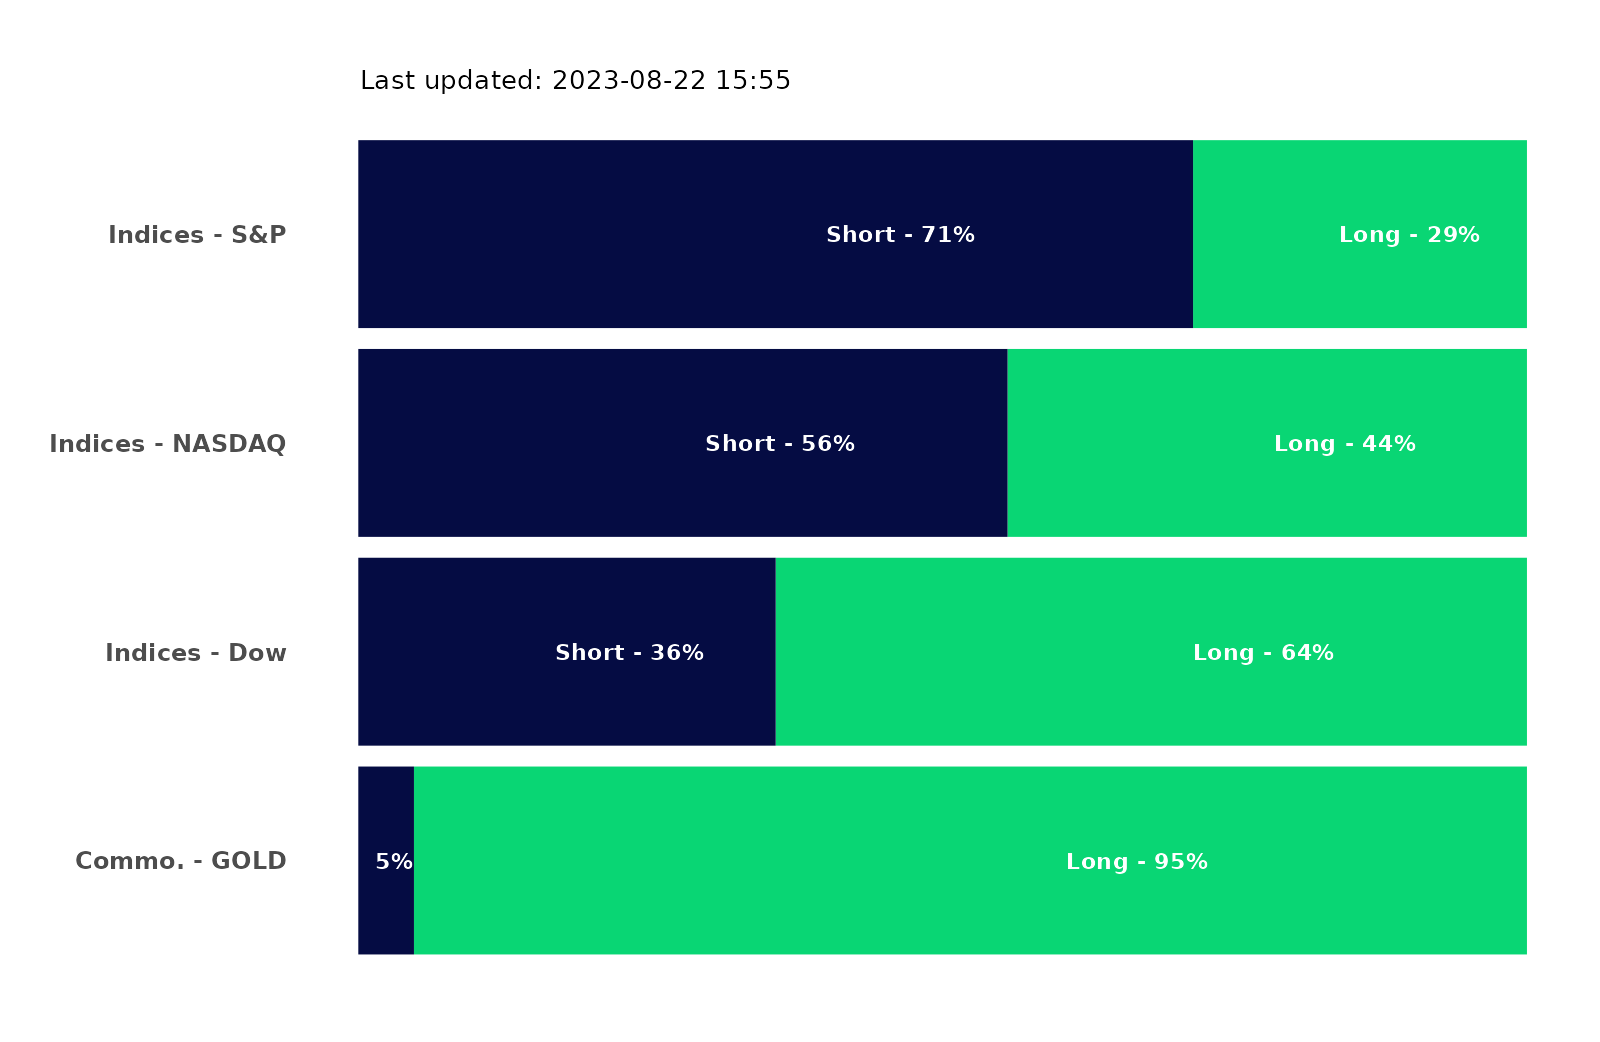 Last updated: 2023-08-22 15:55
Indices - S&P
Short - 71%
Long - 29%
Indices - NASDAQ
Short - 56%
Long - 44%
Indices - Dow
Short - 36%
Long - 64%
Commo. - GOLD
5%
Long - 95%